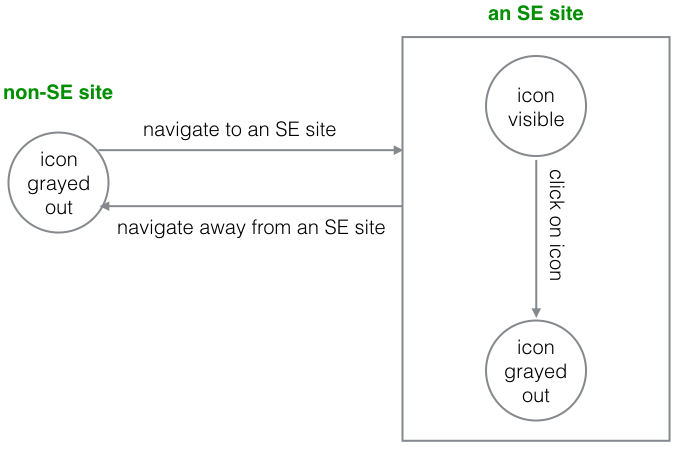 an SE site
non-SE site
icon
visible
navigate to an SE site
icon
grayed
out
click on icon
navigate away from an SE site
icon
grayed
out